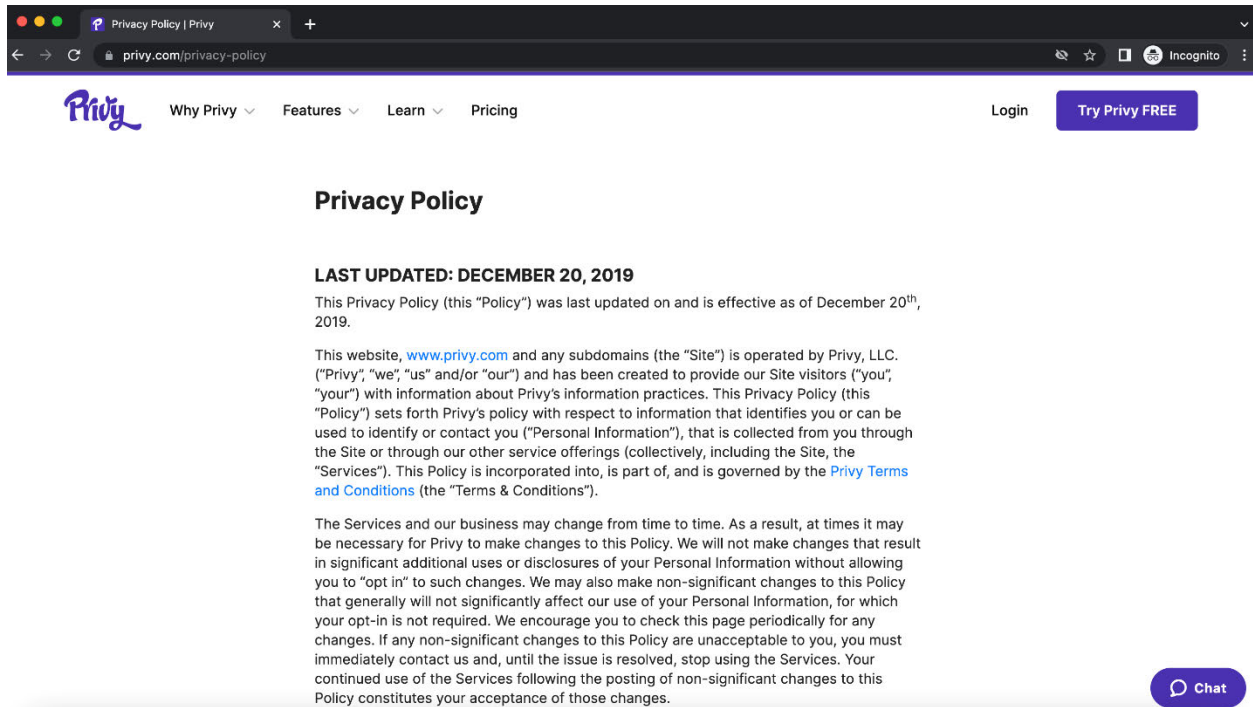 Privacy Policy | Privy
privy.com/privacy-policy
Incognito
Privy
Why Privy
Features
Learn
Pricing
Login
Try Privy FREE
Privacy Policy
LAST UPDATED: DECEMBER 20, 2019
This Privacy Policy (this “Policy”) was last updated on and is effective as of December 20th,
2019.
This website, www.privy.com and any subdomains (the “Site”) is operated by Privy, LLC.
(“Privy”, “we”, “us” and/or “our”) and has been created to provide our Site visitors (“you”,
“your”) with information about Privy’s information practices. This Privacy Policy (this
“Policy”) sets forth Privy’s policy with respect to information that identifies you or can be
used to identify or contact you (“Personal Information”), that is collected from you through
the Site or through our other service offerings (collectively, including the Site, the
“Services”). This Policy is incorporated into, is part of, and is governed by the Privy Terms
and Conditions (the “Terms & Conditions”).
The Services and our business may change from time to time. As a result, at times it may
be necessary for Privy to make changes to this Policy. We will not make changes that result
in significant additional uses or disclosures of your Personal Information without allowing
you to “opt in” to such changes. We may also make non-significant changes to this Policy
that generally will not significantly affect our use of your Personal Information, for which
your opt-in is not required. We encourage you to check this page periodically for any
changes. If any non-significant changes to this Policy are unacceptable to you, you must
immediately contact us and, until the issue is resolved, stop using the Services. Your
continued use of the Services following the posting of non-significant changes to this
Policy constitutes your acceptance of those changes.
Chat